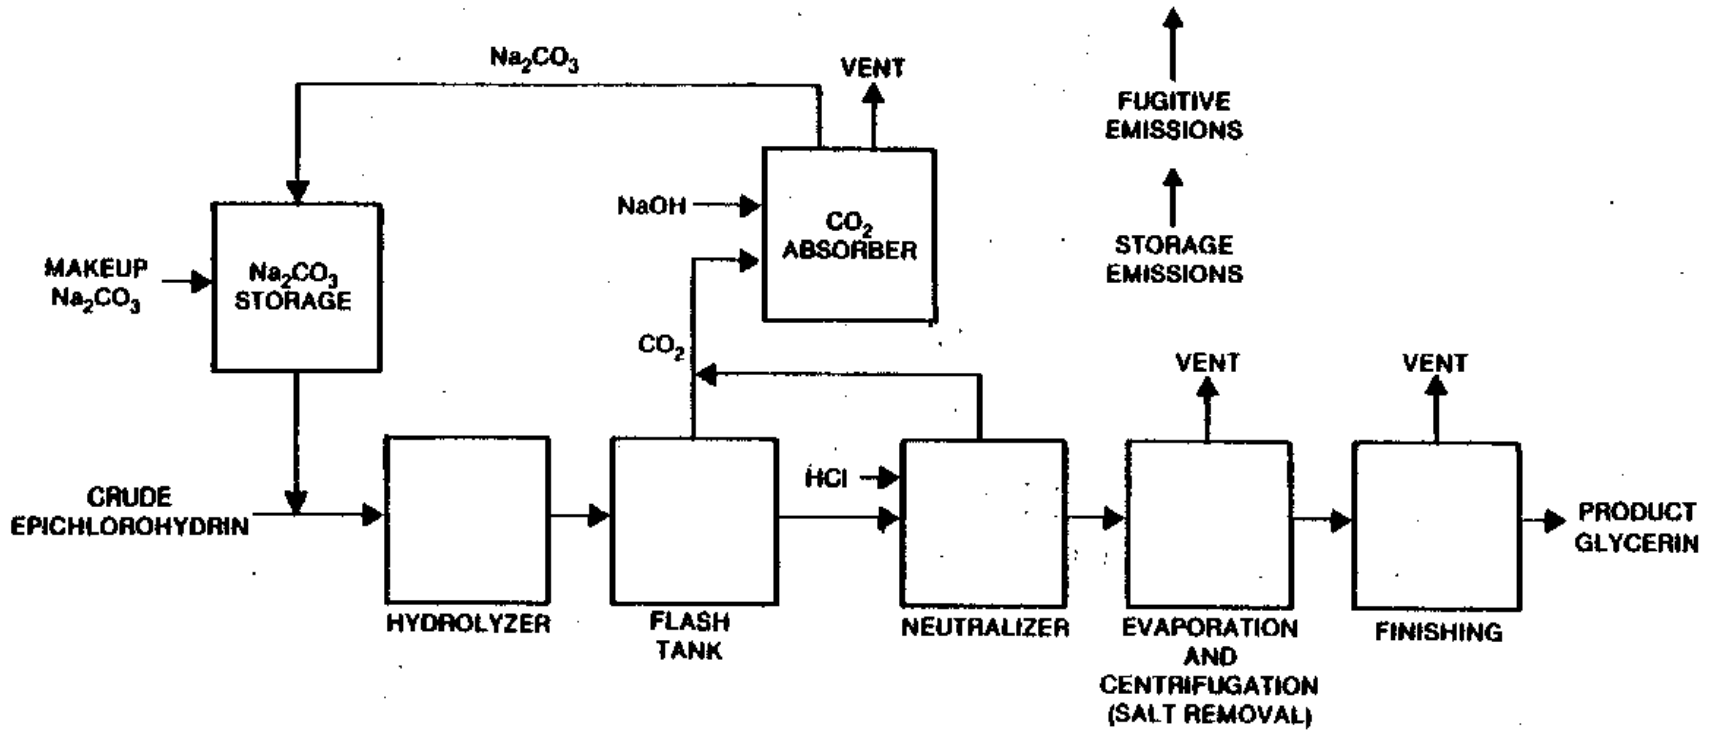 Na₂CO₃
VENT
FUGITIVE
EMISSIONS
NaOH
CO₂
ABSORBER
STORAGE
EMISSIONS
MAKEUP
Na₂CO₃
Na₂CO₃
STORAGE
CO₂
VENT
VENT
HCl
CRUDE
EPICHLOROHYDRIN
PRODUCT
GLYCERIN
HYDROLYZER
FLASH
TANK
NEUTRALIZER
EVAPORATION
AND
CENTRIFUGATION
(SALT REMOVAL)
FINISHING